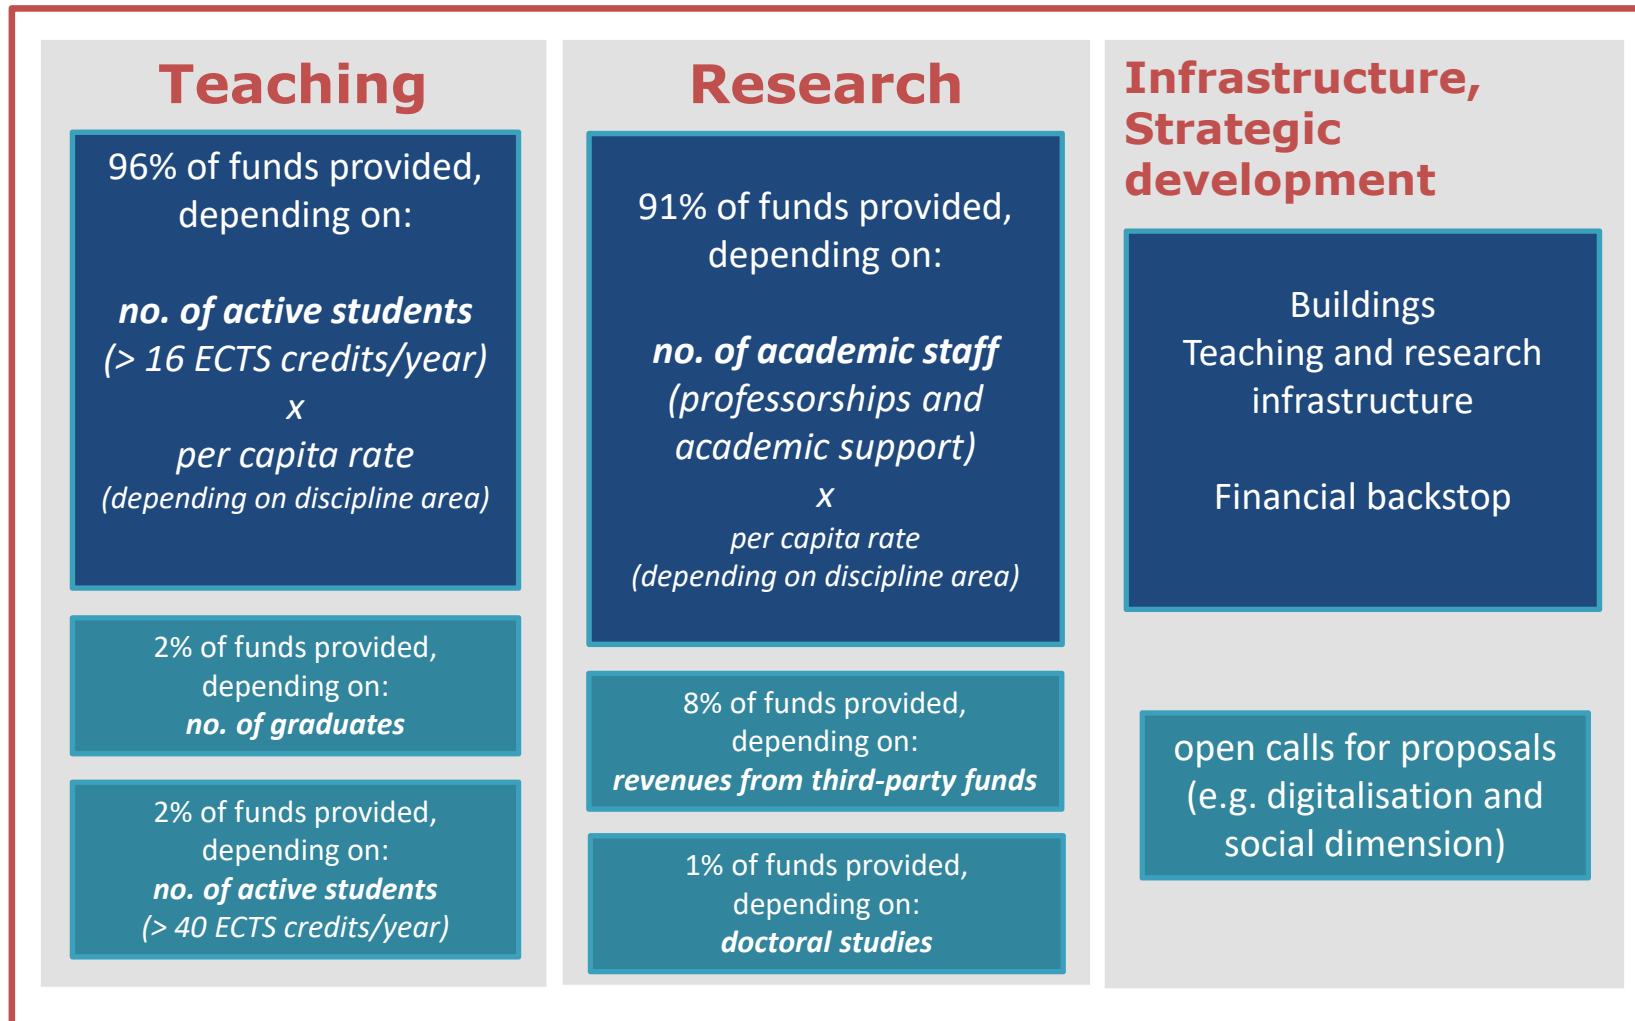 Teaching
96% of funds provided,
depending on:
no. of active students
(> 16 ECTS credits/year)
x
per capita rate
(depending on discipline area)
2% of funds provided,
depending on:
no. of graduates
2% of funds provided,
depending on:
no. of active students
(> 40 ECTS credits/year)
Research
91% of funds provided,
depending on:
no. of academic staff
(professorships and
academic support)
x
per capita rate
(depending on discipline area)
8% of funds provided,
depending on:
revenues from third-party funds
1% of funds provided,
depending on:
doctoral studies
Infrastructure,
Strategic
development
Buildings
Teaching and research
infrastructure
Financial backstop
open calls for proposals
(e.g. digitalisation and
social dimension)